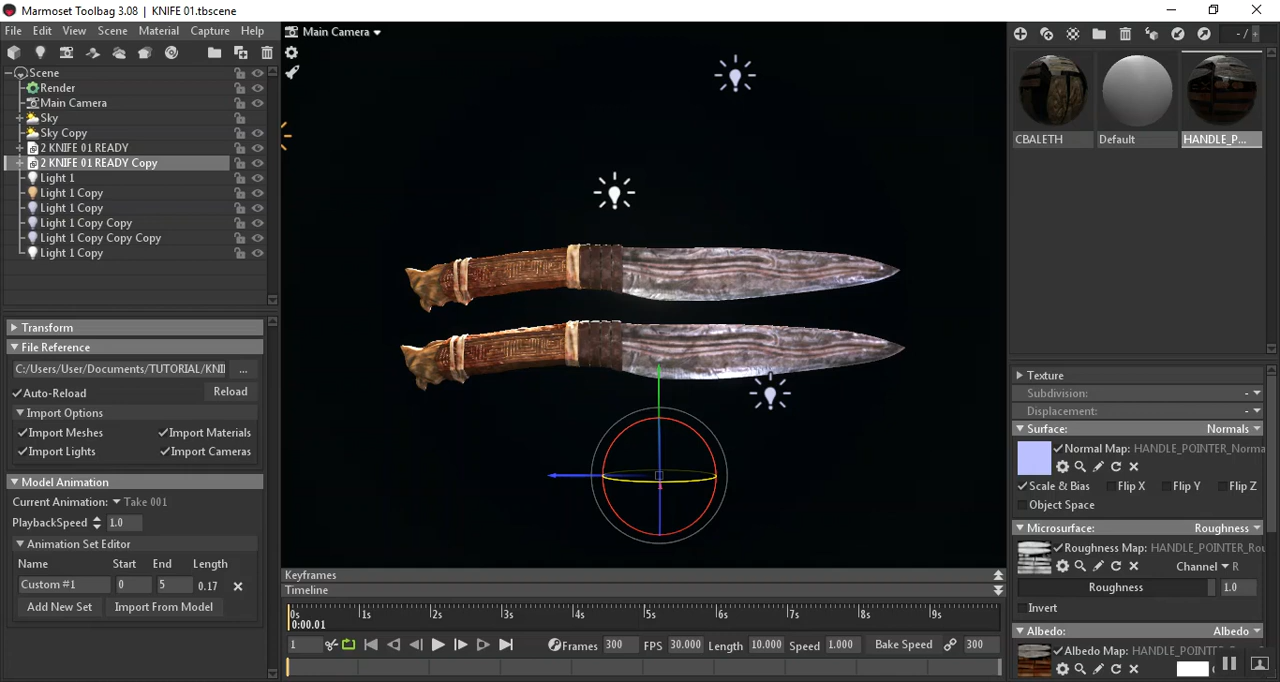 Marmoset Toolbag 3.08 | KNIFE 01.tbscene
File Edit View Scene Material Capture Help
Main Camera
- / +
Scene
Render
Main Camera
Sky
Sky Copy
2 KNIFE 01 READY
2 KNIFE 01 READY Copy
Light 1
Light 1 Copy
Light 1 Copy
Light 1 Copy Copy
Light 1 Copy Copy Copy
Light 1 Copy
Transform
File Reference
C:/Users/User/Documents/TUTORIAL/KNI ...
Auto-Reload Reload
Import Options
Import Meshes Import Materials
Import Lights Import Cameras
Model Animation
Current Animation: Take 001
PlaybackSpeed 1.0
Animation Set Editor
Name Start End Length
Custom #1 0 5 0.17
Add New Set Import From Model
Keyframes
Timeline
0s 1s 2s 3s 4s 5s 6s 7s 8s 9s
0:00.01
1 Frames 300 FPS 30.000 Length 10.000 Speed 1.000 Bake Speed 300
CBALETH Default HANDLE_P...
Texture
Subdivision: -
Displacement: -
Surface: Normals
Normal Map: HANDLE_POINTER_Norma
Scale & Bias Flip X Flip Y Flip Z
Object Space
Microsurface: Roughness
Roughness Map: HANDLE_POINTER_Rou
Channel R
Roughness 1.0
Invert
Albedo: Albedo
Albedo Map: HANDLE_POINT